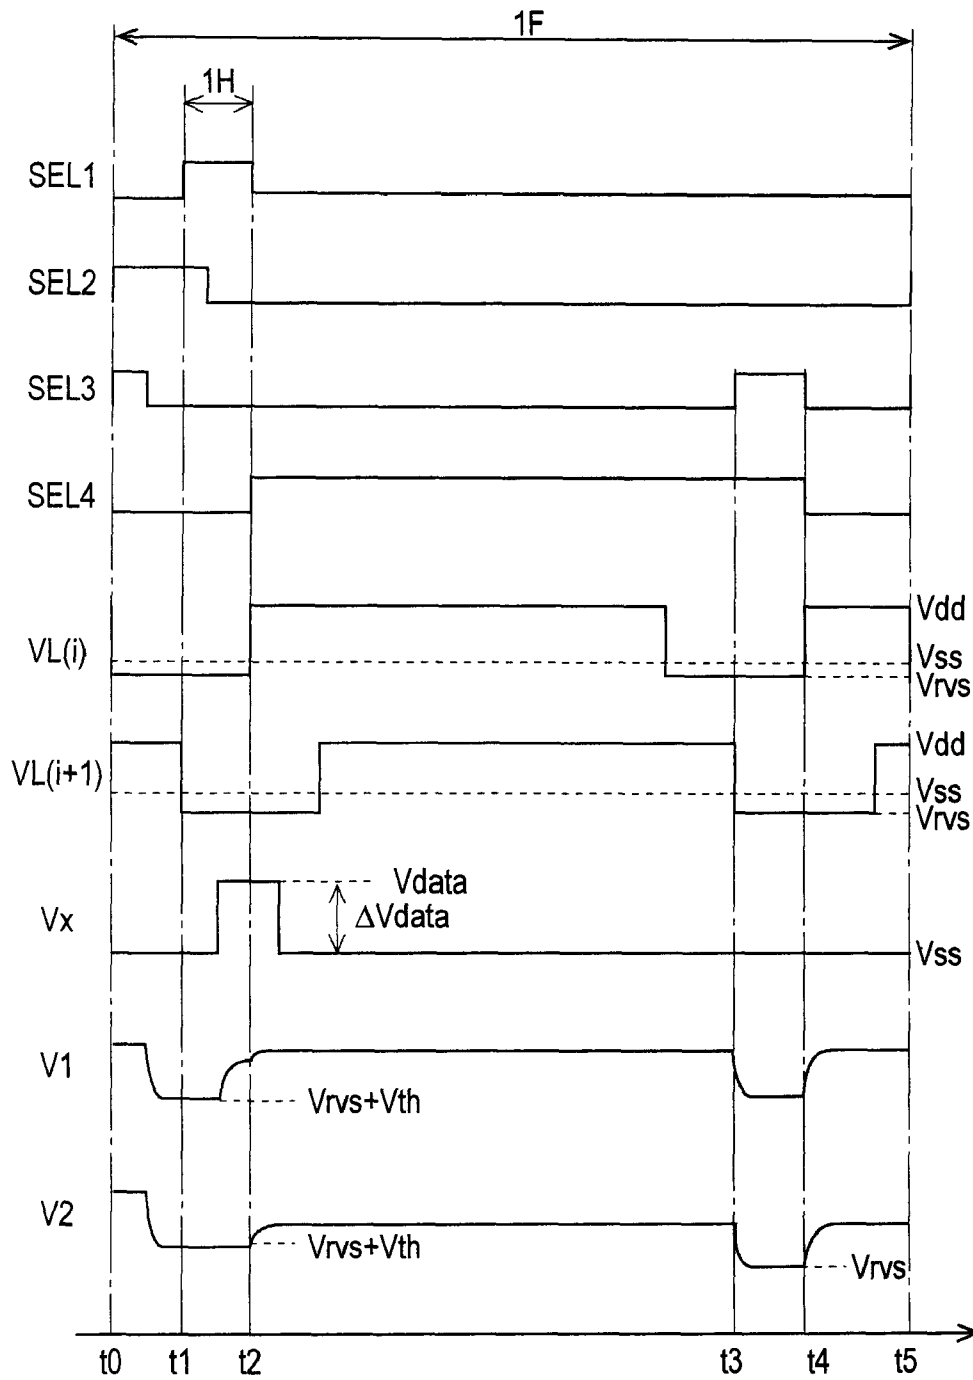 1F
1H
SEL1
SEL2
SEL3
SEL4
VL(i)
Vdd
Vss
Vrvs
VL(i+1)
Vdd
Vss
Vrvs
Vx
Vdata
ΔVdata
Vss
V1
Vrvs+Vth
V2
Vrvs+Vth
Vrvs
t0 t1 t2 t3 t4 t5